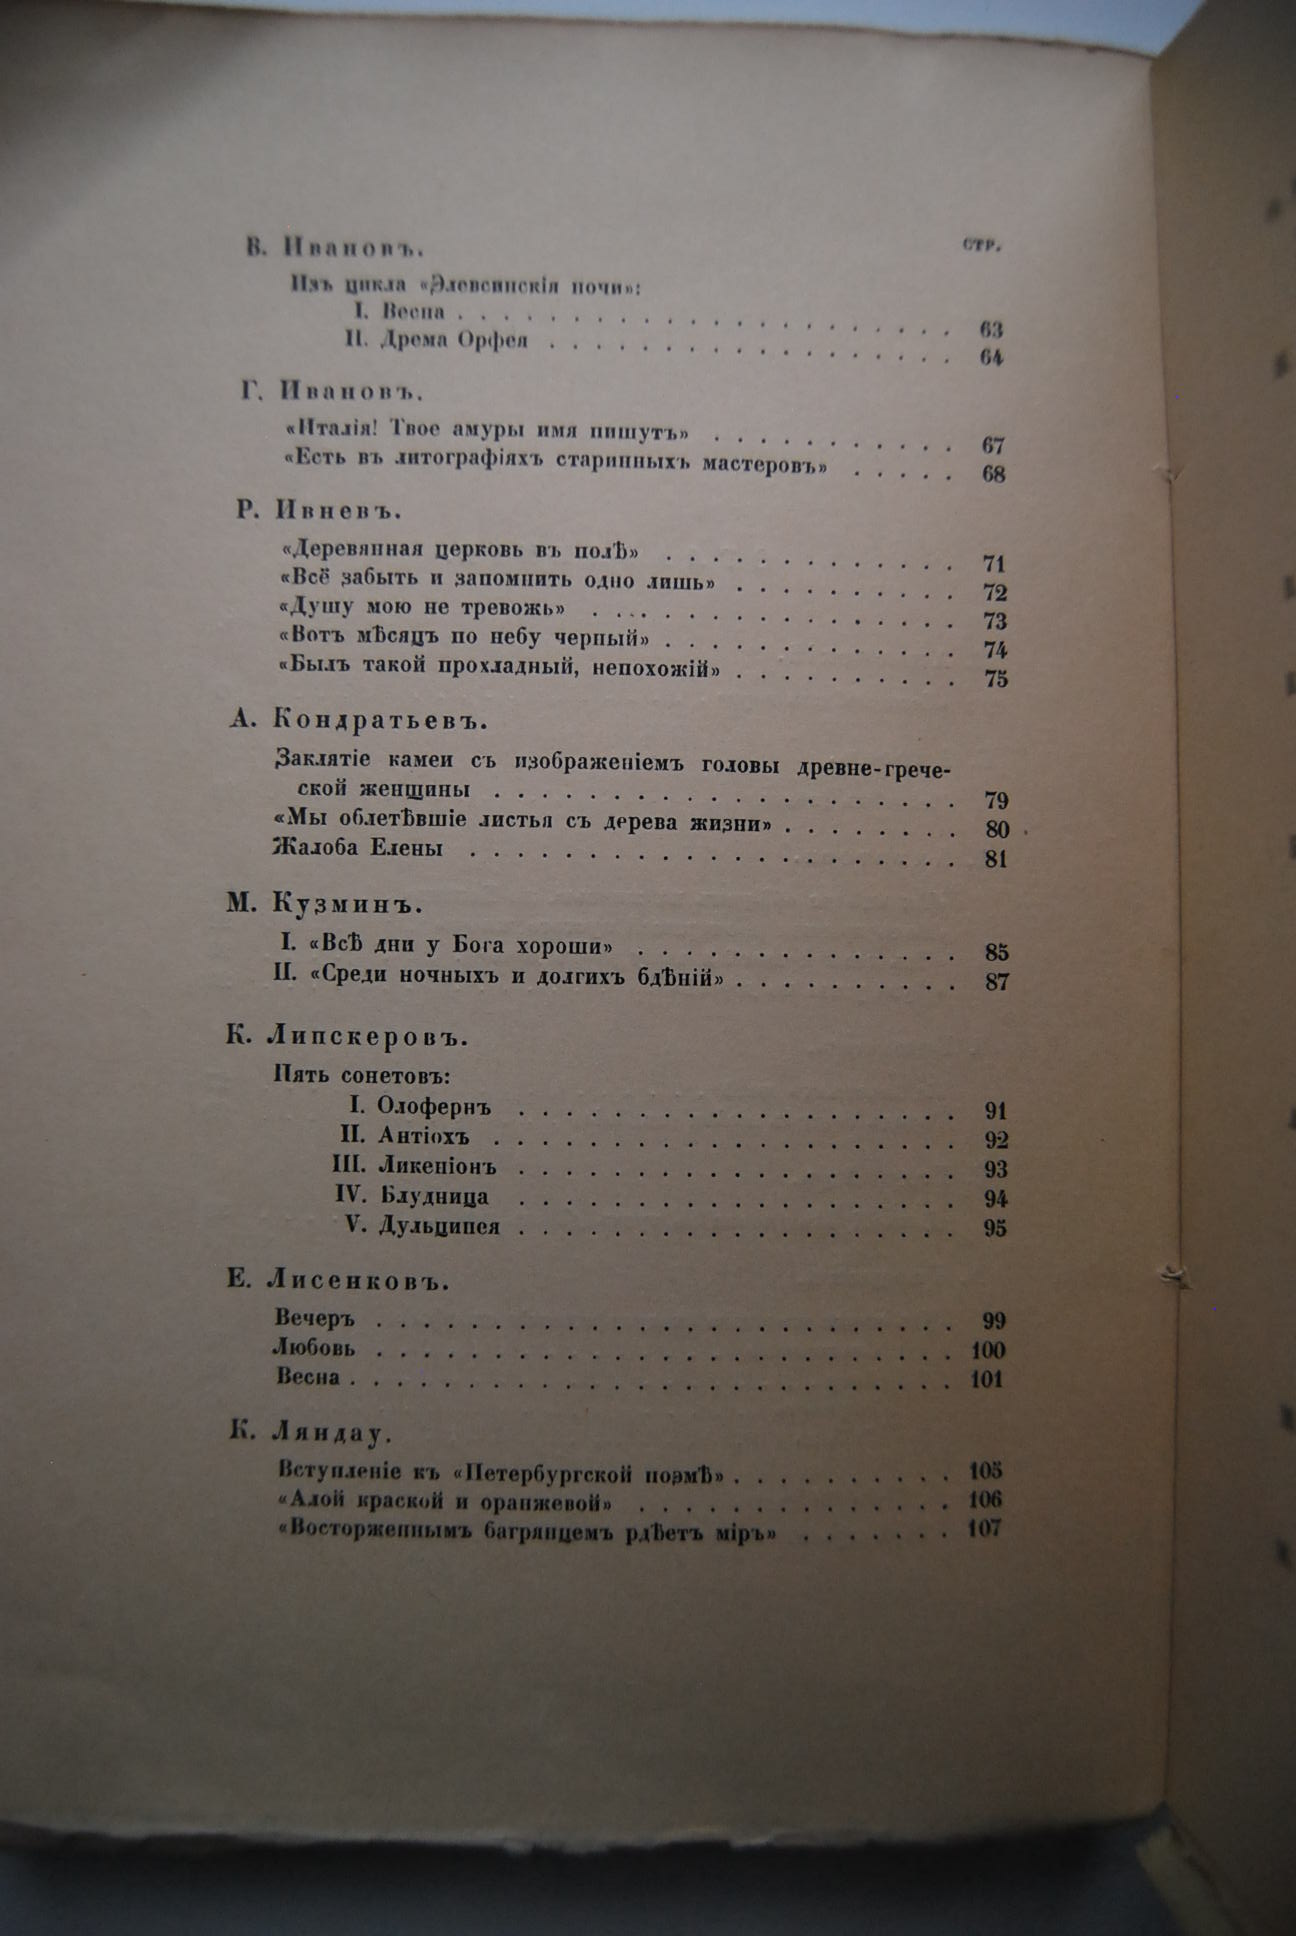 В. Ивановъ.
СТР.
Изъ цикла «Элевсинскія ночи»:
I. Весна . . . . . . . . . . . . . . . . . . . . . 63
II. Дрема Орфея . . . . . . . . . . . . . . . . . 64
Г. Ивановъ.
«Италія! Твое амуры имя пишутъ» . . . . . . . . . . 67
«Есть въ литографіяхъ старинныхъ мастеровъ» . . . . . 68
Р. Ивневъ.
«Деревянная церковь въ полѣ» . . . . . . . . . . . . 71
«Всё забыть и запомнить одно лишь» . . . . . . . . . . 72
«Душу мою не тревожь» . . . . . . . . . . . . . . . . 73
«Вотъ мѣсяцъ по небу черный» . . . . . . . . . . . . . 74
«Былъ такой прохладный, непохожій» . . . . . . . . . . 75
А. Кондратьевъ.
Заклятіе камеи съ изображеніемъ головы древне-грече-
ской женщины . . . . . . . . . . . . . . . . . . . . 79
«Мы облетѣвшіе листья съ дерева жизни» . . . . . . . . 80
Жалоба Елены . . . . . . . . . . . . . . . . . . . . . 81
М. Кузминъ.
I. «Всѣ дни у Бога хороши» . . . . . . . . . . . . . . 85
II. «Среди ночныхъ и долгихъ бдѣній» . . . . . . . . . . 87
К. Липскеровъ.
Пять сонетовъ:
I. Олофернъ . . . . . . . . . . . . . . . . . . . 91
II. Антіохъ . . . . . . . . . . . . . . . . . . . . 92
III. Ликеніонъ . . . . . . . . . . . . . . . . . . . 93
IV. Блудница . . . . . . . . . . . . . . . . . . . 94
V. Дульцинея . . . . . . . . . . . . . . . . . . . 95
Е. Лисенковъ.
Вечеръ . . . . . . . . . . . . . . . . . . . . . . . . . 99
Любовь . . . . . . . . . . . . . . . . . . . . . . . . . 100
Весна . . . . . . . . . . . . . . . . . . . . . . . . . . 101
К. Ляндау.
Вступленіе къ «Петербургской поэмѣ» . . . . . . . . . . 105
«Алой краской и оранжевой» . . . . . . . . . . . . . . 106
«Восторженнымъ багрянцемъ рдѣетъ міръ» . . . . . . . 107